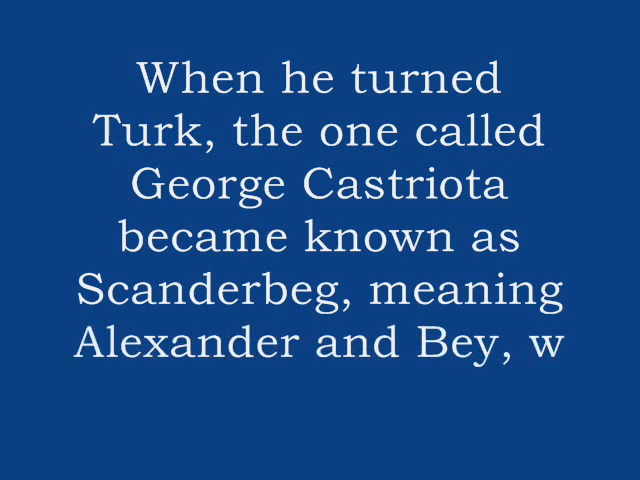 When he turned
Turk, the one called
George Castriota
became known as
Scanderbeg, meaning
Alexander and Bey, w